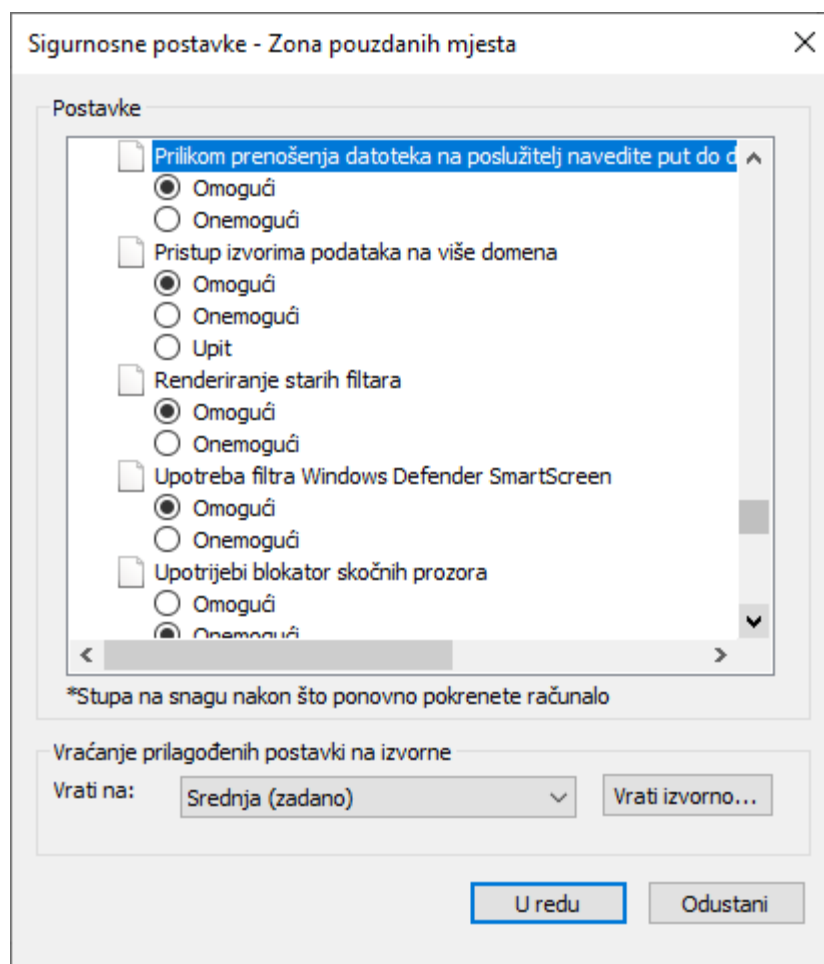 Sigurnosne postavke - Zona pouzdanih mjesta
Postavke
Prilikom prenošenja datoteka na poslužitelj navedite put do d
Omogući
Onemogući
Pristup izvorima podataka na više domena
Omogući
Onemogući
Upit
Renderiranje starih filtara
Omogući
Onemogući
Upotreba filtra Windows Defender SmartScreen
Omogući
Onemogući
Upotrijebi blokator skočnih prozora
Omogući
Onemogući
*Stupa na snagu nakon što ponovno pokrenete računalo
Vraćanje prilagođenih postavki na izvorne
Vrati na:
Srednja (zadano)
Vrati izvorno...
U redu
Odustani